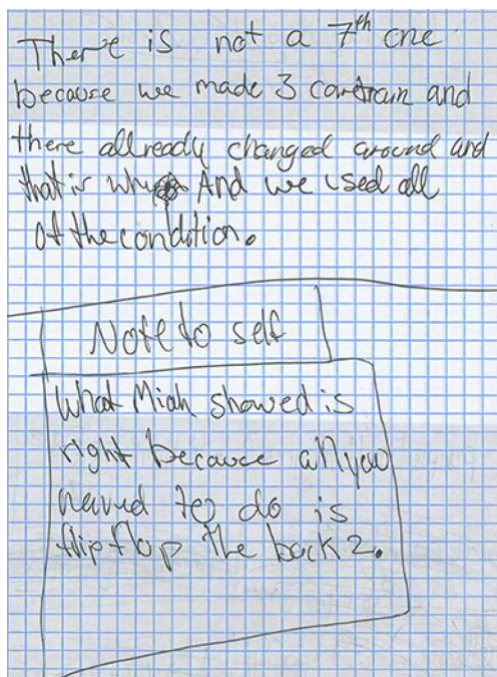 There is not a 7th one
because we made 3 cartrain and
there allready changed around and
that is why And we used all
of the condition.
Note to self
What Miah showed is
right because all you
naved to do is
flip flop the back 2.